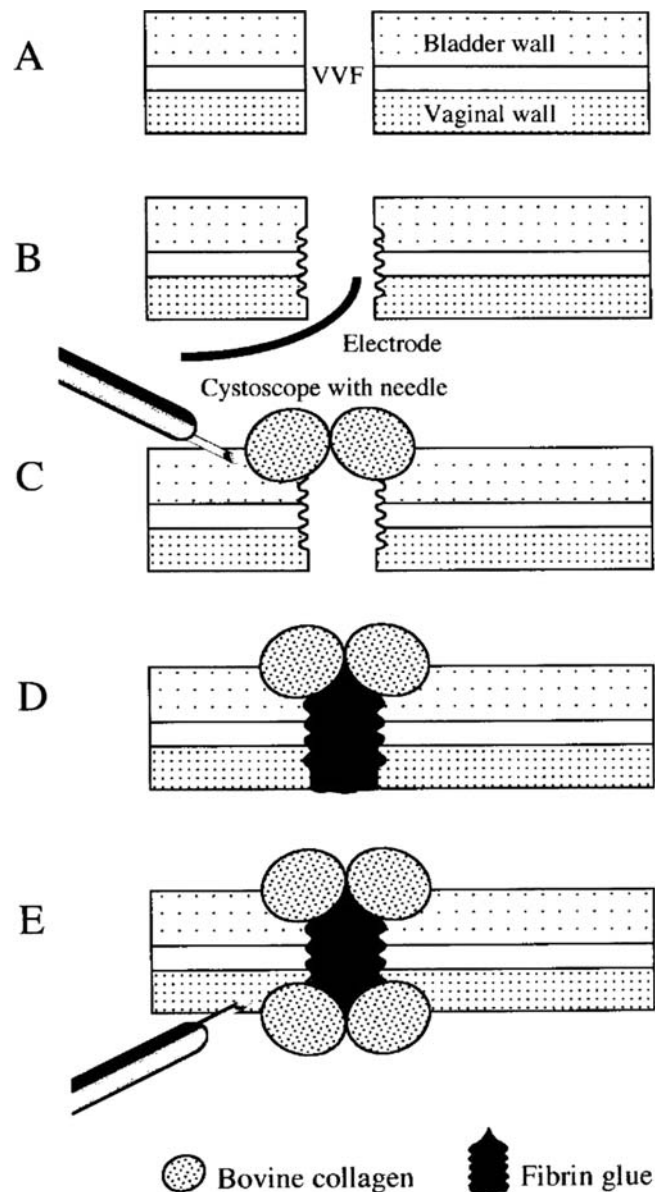 A
Bladder wall
VVF
Vaginal wall
B
Electrode
Cystoscope with needle
C
D
E
Bovine collagen
Fibrin glue